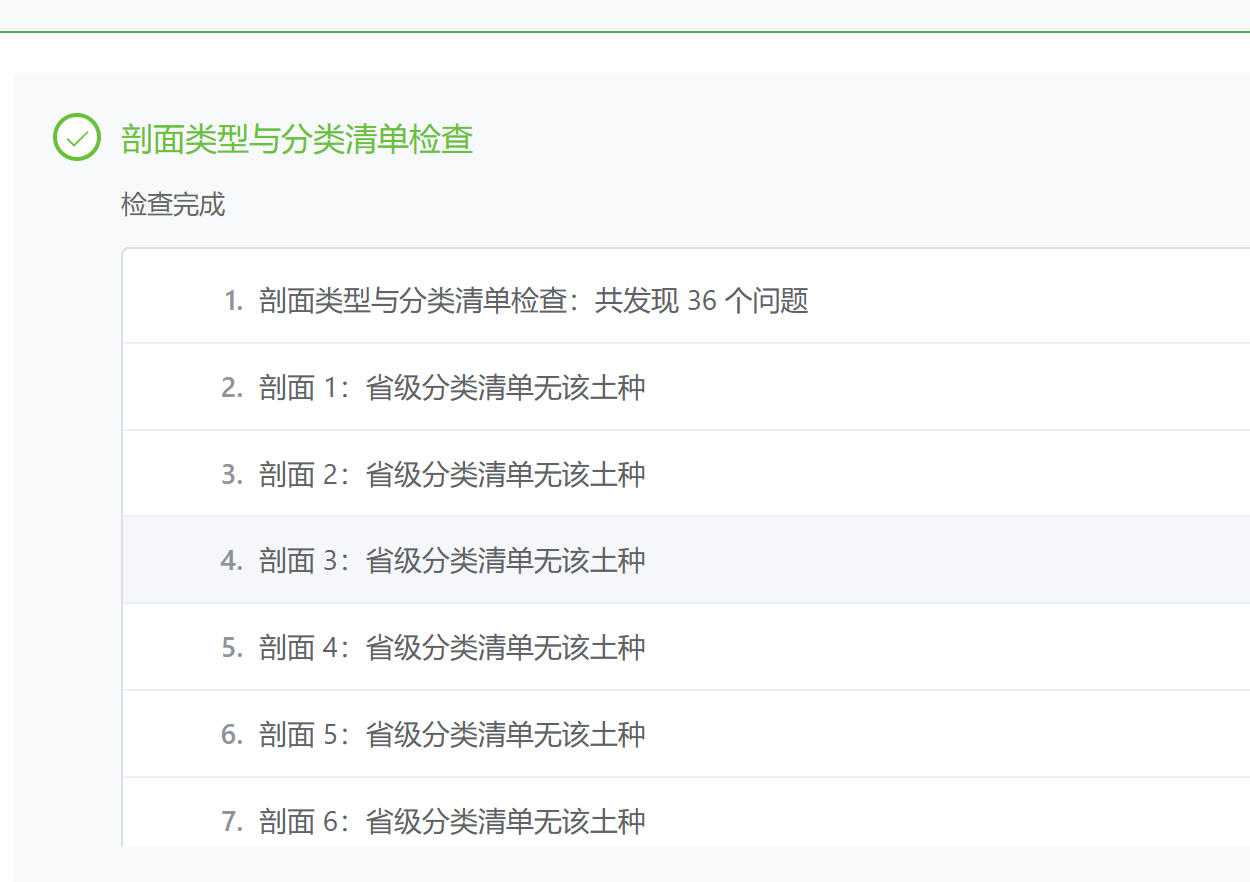 剖面类型与分类清单检查
检查完成
1. 剖面类型与分类清单检查：共发现 36 个问题
2. 剖面 1：省级分类清单无该土种
3. 剖面 2：省级分类清单无该土种
4. 剖面 3：省级分类清单无该土种
5. 剖面 4：省级分类清单无该土种
6. 剖面 5：省级分类清单无该土种
7. 剖面 6：省级分类清单无该土种